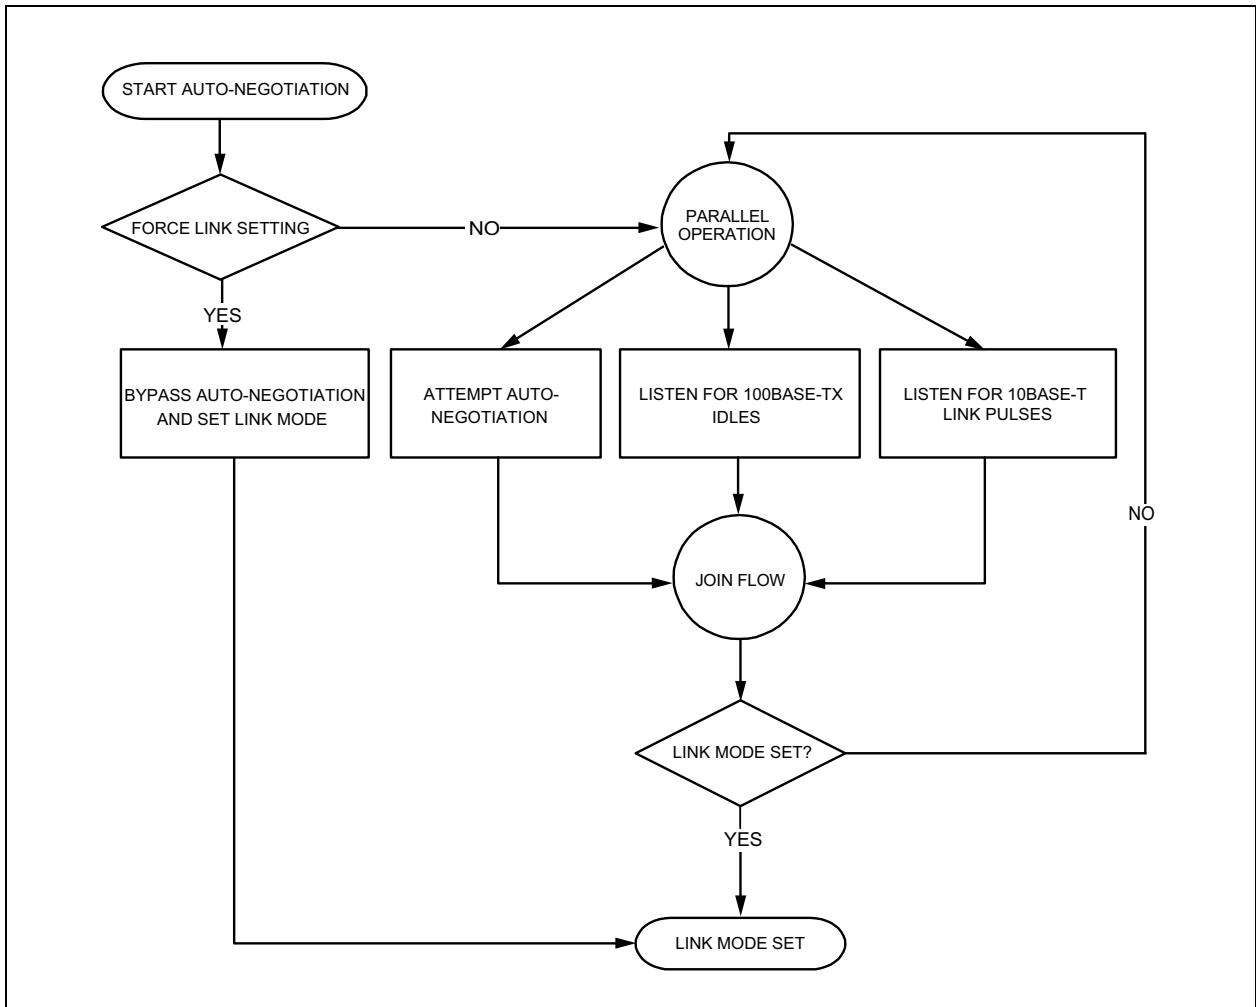 START AUTO-NEGOTIATION
FORCE LINK SETTING
NO
PARALLEL
OPERATION
YES
BYPASS AUTO-NEGOTIATION
AND SET LINK MODE
ATTEMPT AUTO-
NEGOTIATION
LISTEN FOR 100BASE-TX
IDLES
LISTEN FOR 10BASE-T
LINK PULSES
NO
JOIN FLOW
LINK MODE SET?
YES
LINK MODE SET